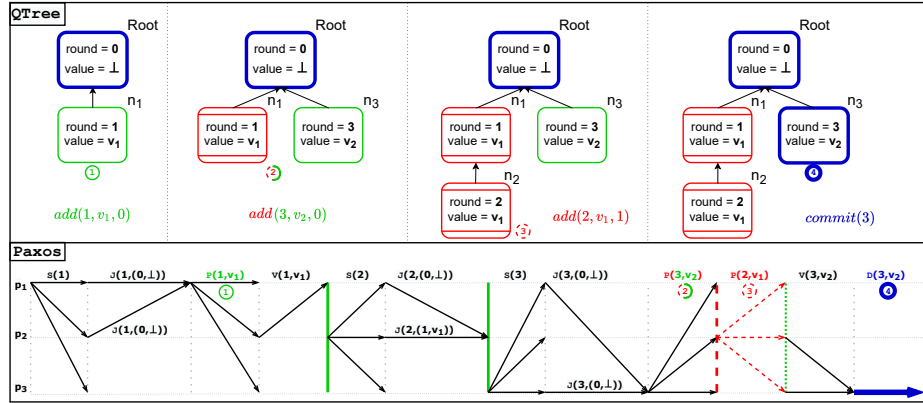 QTree
Root
round = 0
value = ⊥
n1
round = 1
value = v1
1
add(1, v1, 0)
Root
round = 0
value = ⊥
n1
n3
round = 1
value = v1
round = 3
value = v2
2
add(3, v2, 0)
Root
round = 0
value = ⊥
n1
n3
round = 1
value = v1
round = 3
value = v2
n2
round = 2
value = v1
3
add(2, v1, 1)
Root
round = 0
value = ⊥
n1
n3
round = 1
value = v1
round = 3
value = v2
4
n2
round = 2
value = v1
commit(3)
Paxos
S(1) J(1,(0,⊥)) P(1,v1) V(1,v1) S(2) J(2,(0,⊥)) S(3) J(3,(0,⊥)) P(3,v2) P(2,v1) V(3,v2) D(3,v2)
p1 1 2 3 4
J(1,(0,⊥)) J(2,(1,v1))
p2
p3 J(3,(0,⊥))